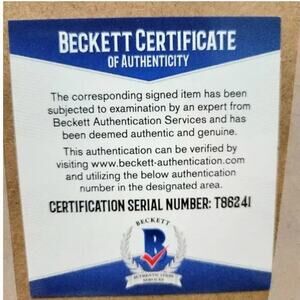 BECKETT CERTIFICATE
OF AUTHENTICITY
The corresponding signed item has been
subjected to examination by an expert from
Beckett Authentication Services and has
been deemed authentic and genuine.
This authentication can be verified by
visiting www.beckett-authentication.com
and utilizing the below authentication
number in the designated area.
CERTIFICATION SERIAL NUMBER: T86241
BECKETT
B
AUTHENTICATION
SERVICES